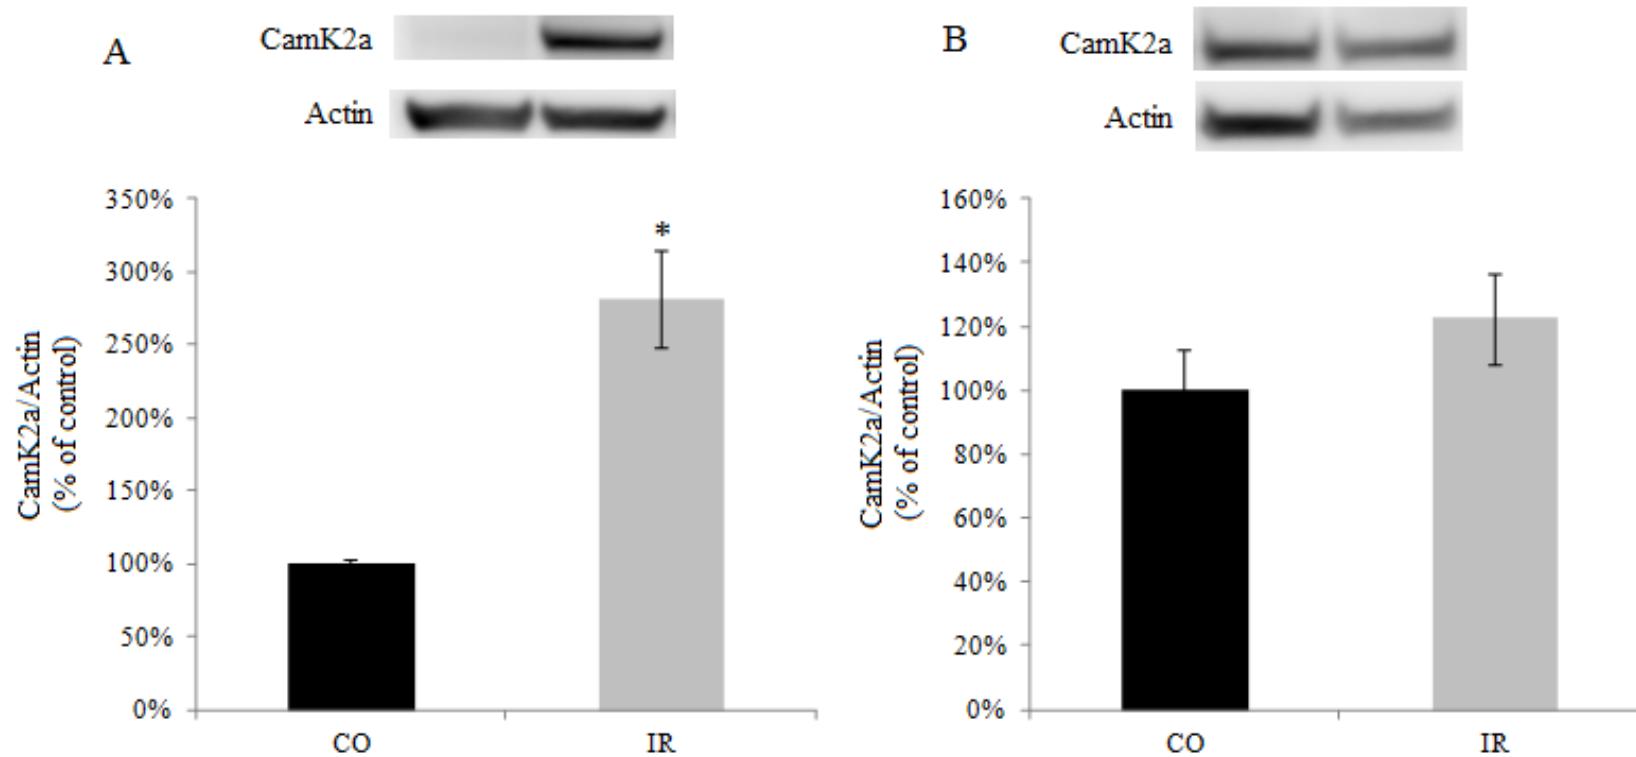 A
CamK2a
Actin
350%
300%
250%
200%
150%
100%
50%
0%
CamK2a/Actin
(% of control)
*
CO
IR
B
CamK2a
Actin
160%
140%
120%
100%
80%
60%
40%
20%
0%
CamK2a/Actin
(% of control)
CO
IR